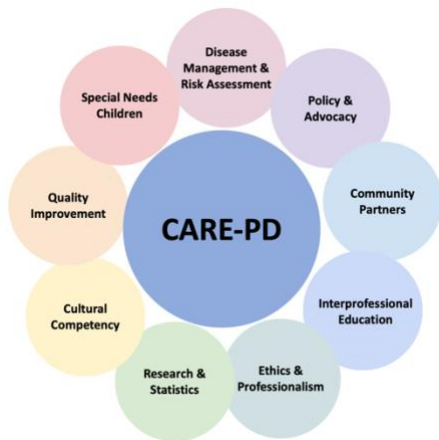 Disease
Management &
Risk Assessment
Policy &
Advocacy
Community
Partners
Interprofessional
Education
Ethics &
Professionalism
Research &
Statistics
Cultural
Competency
Quality
Improvement
Special Needs
Children
CARE-PD